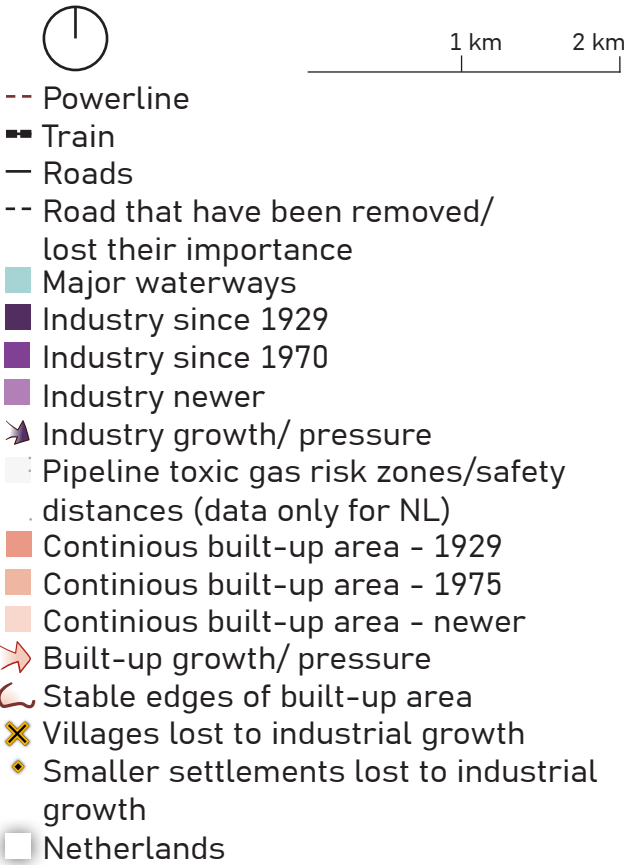 1 km 2 km
Powerline
Train
Roads
Road that have been removed/
lost their importance
Major waterways
Industry since 1929
Industry since 1970
Industry newer
Industry growth/ pressure
Pipeline toxic gas risk zones/safety
distances (data only for NL)
Continious built-up area - 1929
Continious built-up area - 1975
Continious built-up area - newer
Built-up growth/ pressure
Stable edges of built-up area
Villages lost to industrial growth
Smaller settlements lost to industrial
growth
Netherlands